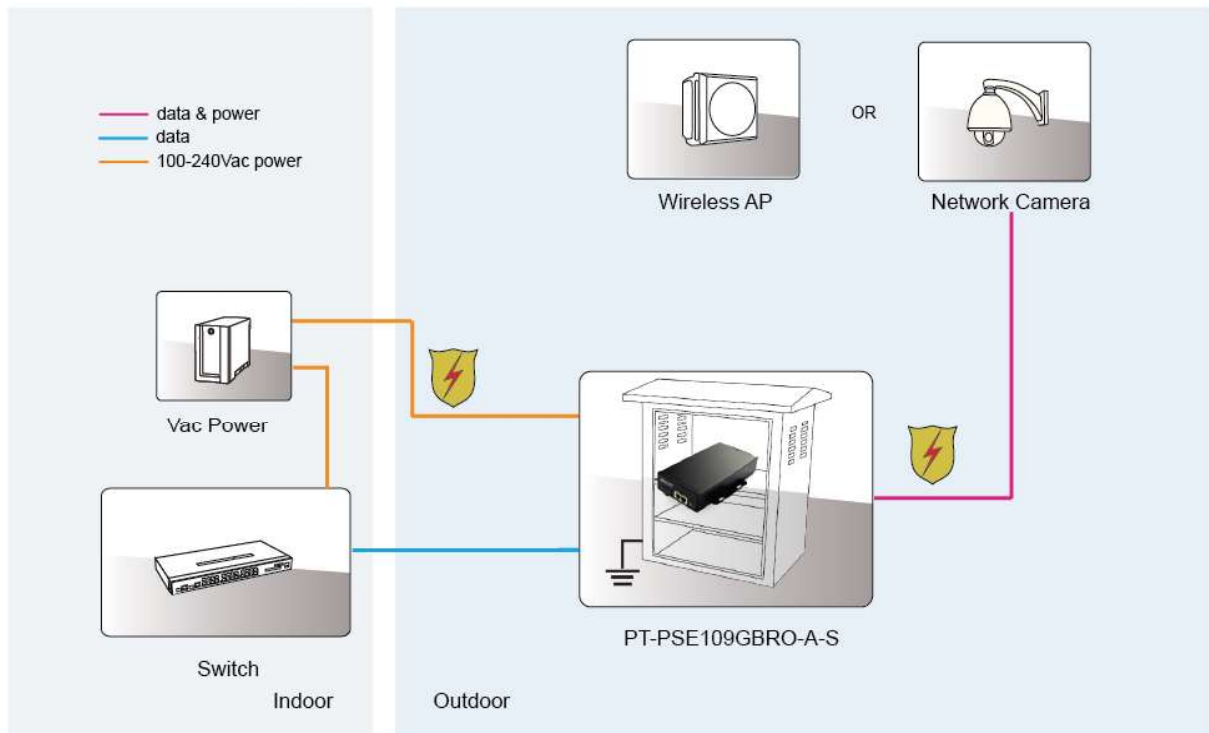 data & power
data
100-240Vac power
OR
Wireless AP
Network Camera
Vac Power
PT-PSE109GBRO-A-S
Switch
Indoor
Outdoor